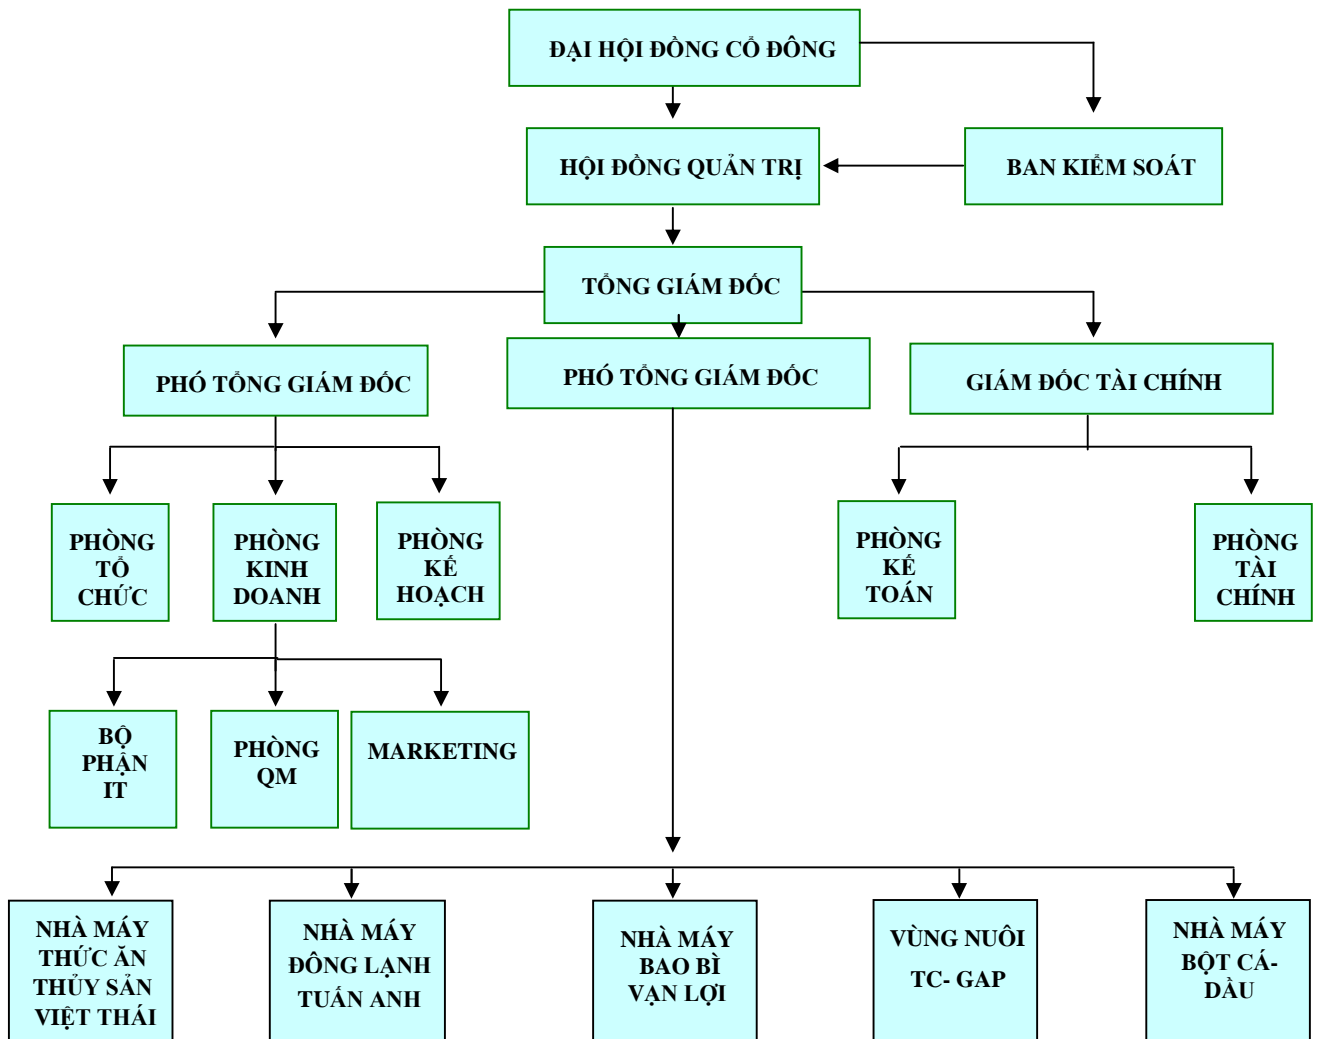 ĐẠI HỘI ĐỒNG CỔ ĐÔNG
HỘI ĐỒNG QUẢN TRỊ
BAN KIỂM SOÁT
TỔNG GIÁM ĐỐC
PHÓ TỔNG GIÁM ĐỐC
PHÓ TỔNG GIÁM ĐỐC
GIÁM ĐỐC TÀI CHÍNH
PHÒNG
TỔ
CHỨC
PHÒNG
KINH
DOANH
PHÒNG
KẾ
HOẠCH
PHÒNG
KẾ
TOÁN
PHÒNG
TÀI
CHÍNH
BỘ
PHẬN
IT
PHÒNG
QM
MARKETING
NHÀ MÁY
THỨC ĂN
THỦY SẢN
VIỆT THÁI
NHÀ MÁY
ĐÔNG LẠNH
TUẤN ANH
NHÀ MÁY
BAO BÌ
VẠN LỢI
VÙNG NUÔI
TC- GAP
NHÀ MÁY
BỘT CÁ-
DẦU